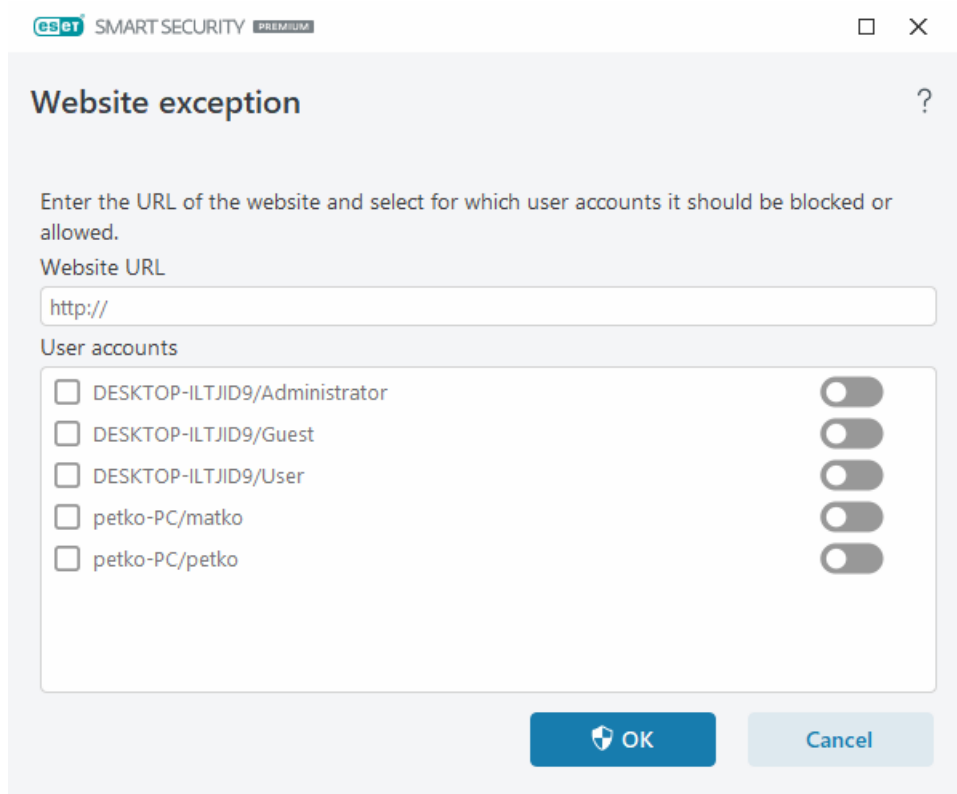 eset SMART SECURITY PREMIUM
Website exception
?
Enter the URL of the website and select for which user accounts it should be blocked or
allowed.
Website URL
http://
User accounts
DESKTOP-ILTJID9/Administrator
DESKTOP-ILTJID9/Guest
DESKTOP-ILTJID9/User
petko-PC/matko
petko-PC/petko
OK Cancel